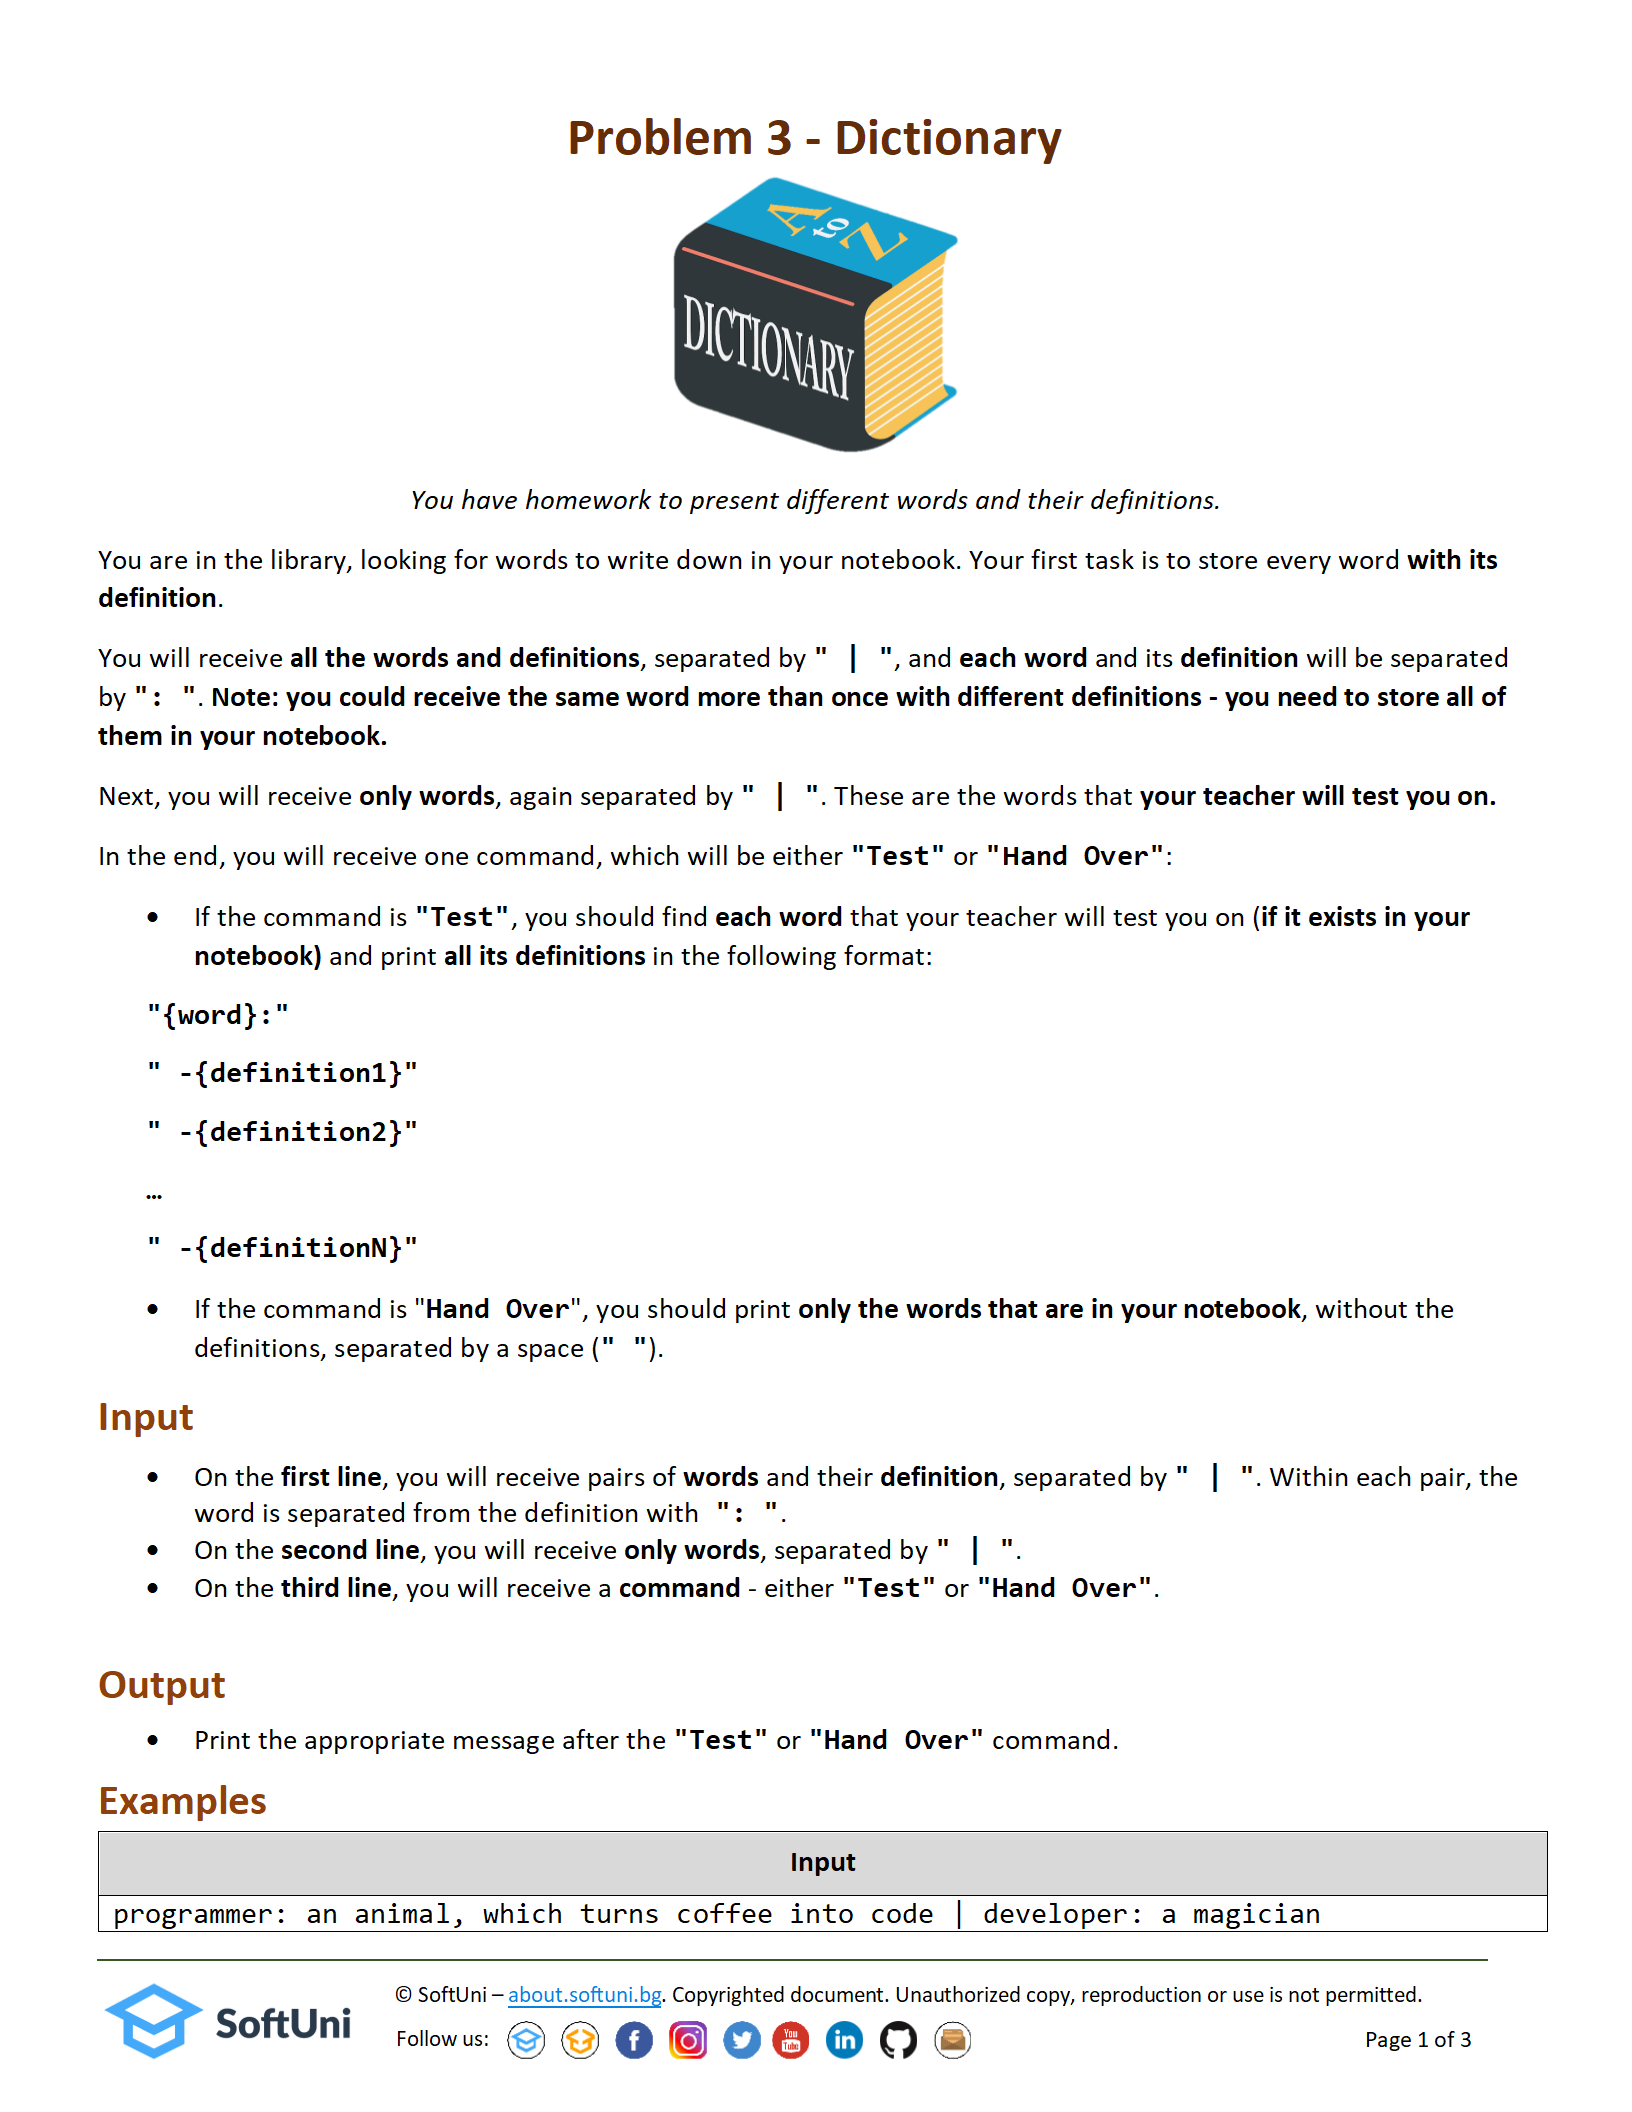 Problem 3 - Dictionary
A to Z
DICTIONARY
You have homework to present different words and their definitions.
You are in the library, looking for words to write down in your notebook. Your first task is to store every word with its
definition.
You will receive all the words and definitions, separated by " | ", and each word and its definition will be separated
by ": ". Note: you could receive the same word more than once with different definitions - you need to store all of
them in your notebook.
Next, you will receive only words, again separated by " | ". These are the words that your teacher will test you on.
In the end, you will receive one command, which will be either "Test" or "Hand Over":
• If the command is "Test", you should find each word that your teacher will test you on (if it exists in your
notebook) and print all its definitions in the following format:
"{word}:"
" -{definition1}"
" -{definition2}"
…
" -{definitionN}"
• If the command is "Hand Over", you should print only the words that are in your notebook, without the
definitions, separated by a space (" ").
Input
• On the first line, you will receive pairs of words and their definition, separated by " | ". Within each pair, the
word is separated from the definition with ": ".
• On the second line, you will receive only words, separated by " | ".
• On the third line, you will receive a command - either "Test" or "Hand Over".
Output
• Print the appropriate message after the "Test" or "Hand Over" command.
Examples
Input
programmer: an animal, which turns coffee into code | developer: a magician
SoftUni
© SoftUni – about.softuni.bg. Copyrighted document. Unauthorized copy, reproduction or use is not permitted.
Follow us:
You Tube
Page 1 of 3